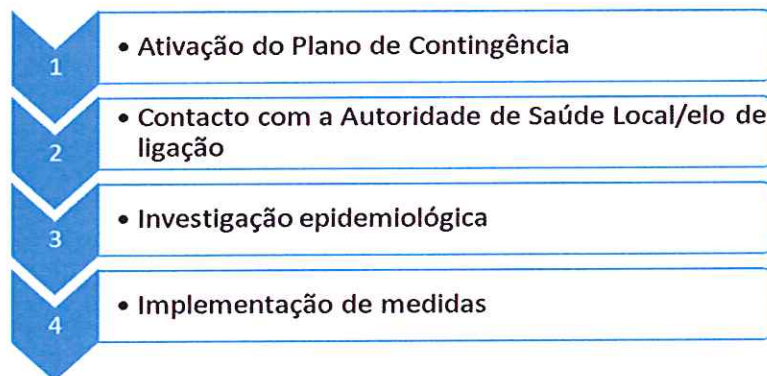 1
• Ativação do Plano de Contingência
2
• Contacto com a Autoridade de Saúde Local/elo de
ligação
3
• Investigação epidemiológica
4
• Implementação de medidas